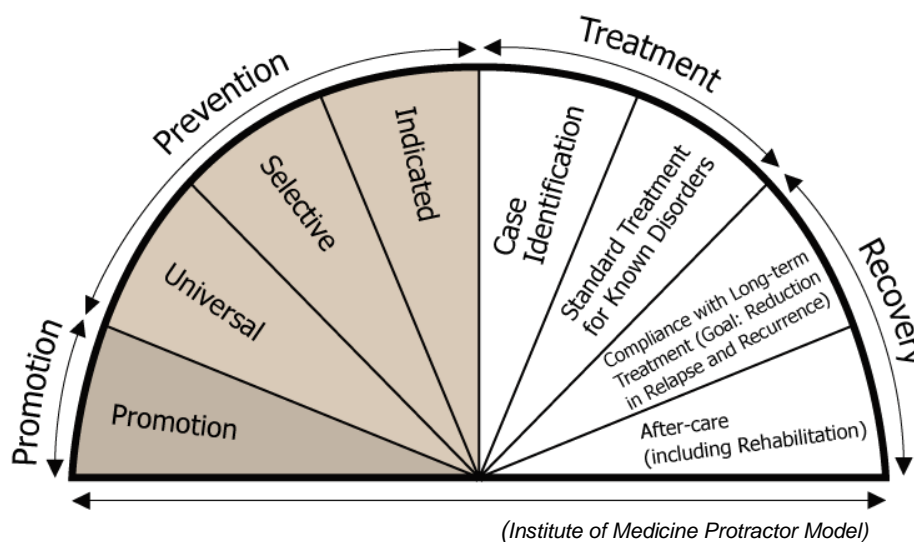 Promotion
Prevention
Treatment
Recovery
Promotion
Universal
Selective
Indicated
Case
Identification
Standard Treatment
for Known Disorders
Compliance with Long-term
Treatment (Goal: Reduction
in Relapse and Recurrence)
After-care
(including Rehabilitation)
(Institute of Medicine Protractor Model)